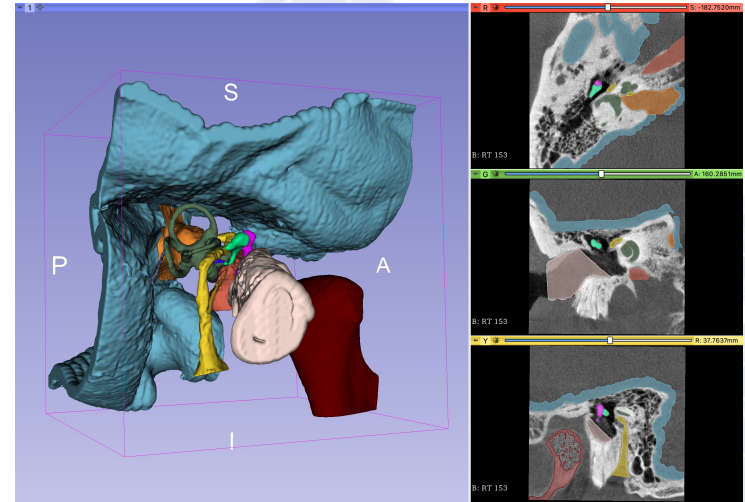 1
R
S: -182.7520mm
S
B: RT 153
G
A: 160.2851mm
P
A
B: RT 153
Y
R: 37.7637mm
I
B: RT 153